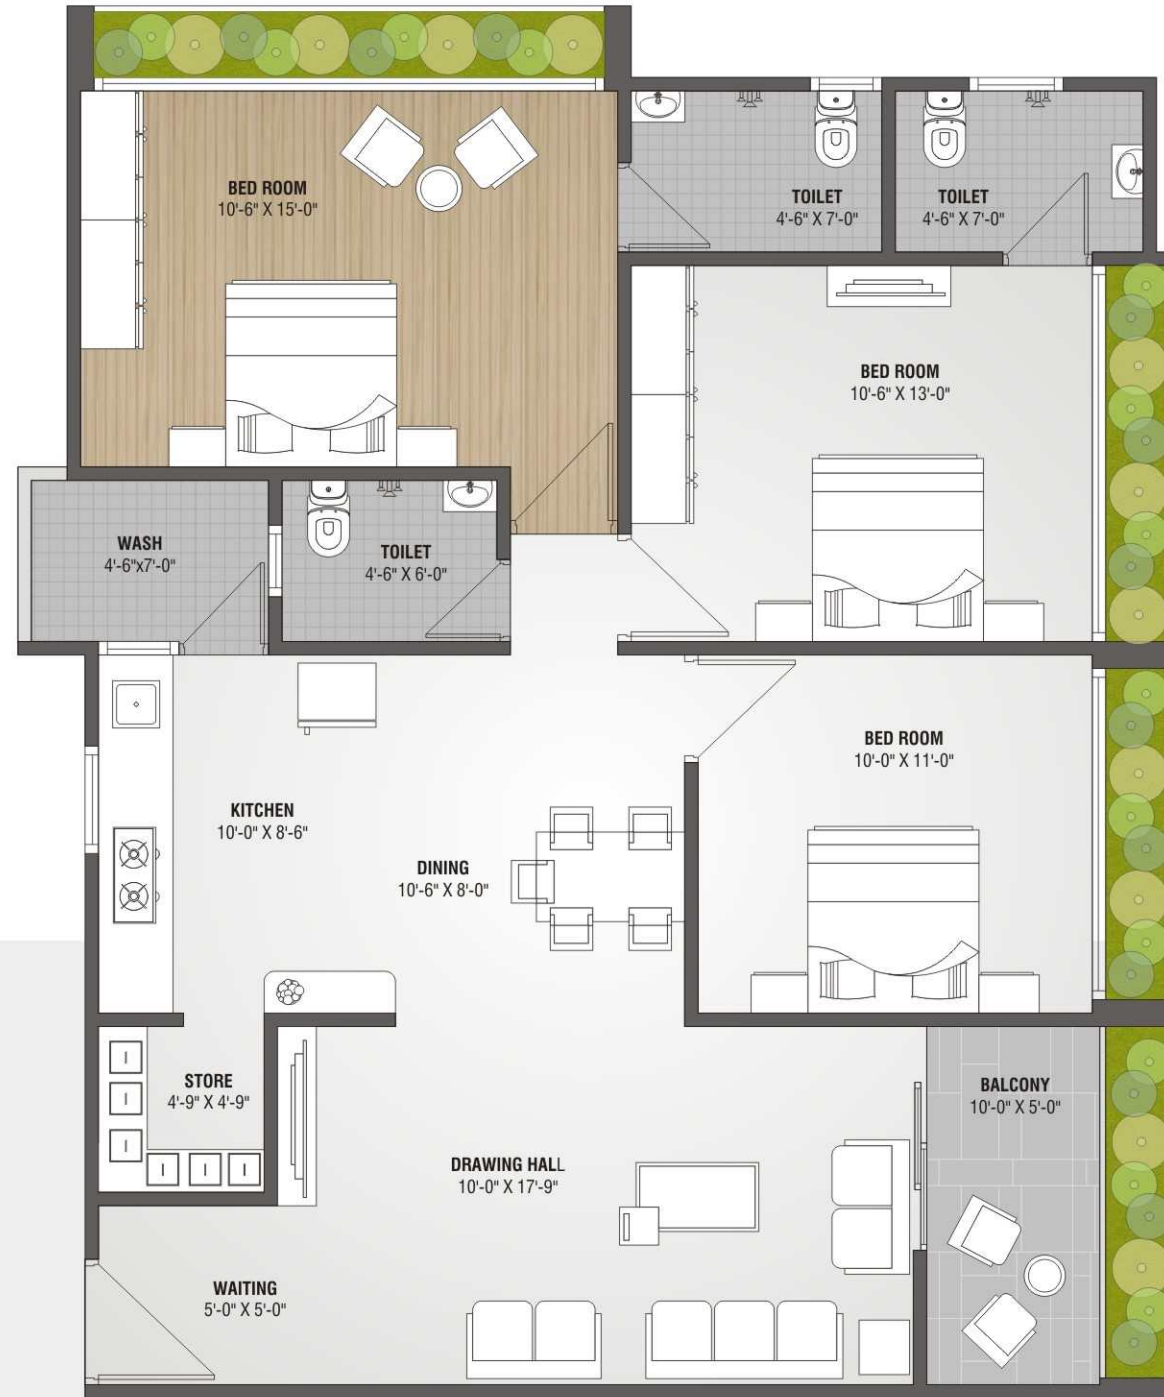 BED ROOM
10'-6" X 15'-0"
TOILET
4'-6" X 7'-0"
TOILET
4'-6" X 7'-0"
BED ROOM
10'-6" X 13'-0"
WASH
4'-6"x7'-0"
TOILET
4'-6" X 6'-0"
BED ROOM
10'-0" X 11'-0"
KITCHEN
10'-0" X 8'-6"
DINING
10'-6" X 8'-0"
STORE
4'-9" X 4'-9"
BALCONY
10'-0" X 5'-0"
DRAWING HALL
10'-0" X 17'-9"
WAITING
5'-0" X 5'-0"